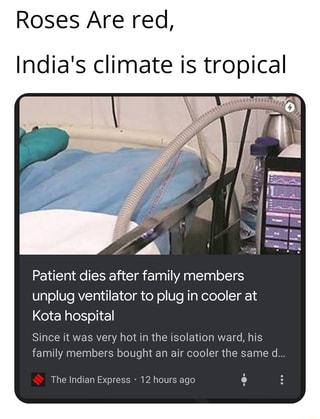 Roses Are red,
India's climate is tropical
Patient dies after family members
unplug ventilator to plug in cooler at
Kota hospital
Since it was very hot in the isolation ward, his
family members bought an air cooler the same d...
The Indian Express · 12 hours ago